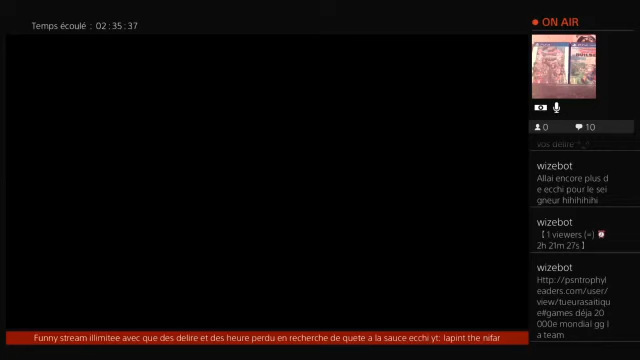 Temps écoulé : 02:35:37
ON AIR
0
10
vos delire ^_^
wizebot
Allai encore plus d
e ecchi pour le sei
gneur hihihihihi
wizebot
【 1 viewers (=) ⏰
2h 21m 27s 】
wizebot
Http://psntrophyl
eaders.com/user/
view/tueurasaitiqu
e#games déja 20
000e mondial gg l
a team
Funny stream illimitee avec que des delire et des heure perdu en recherche de quete a la sauce ecchi yt: lapint the nifar